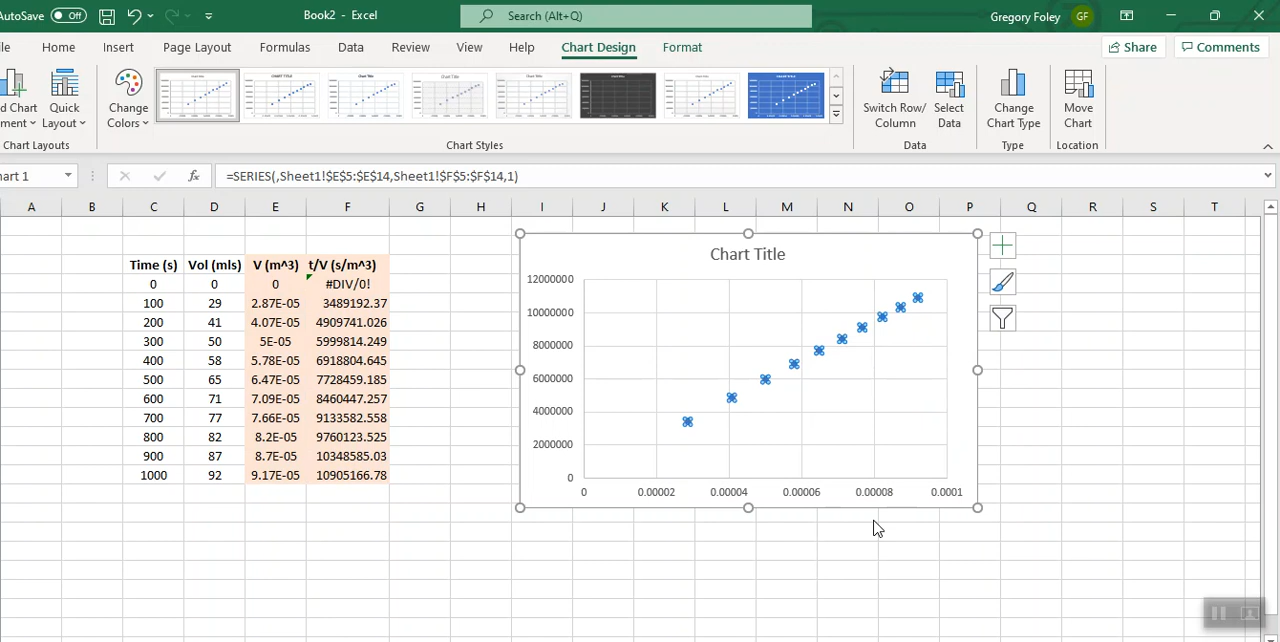 AutoSave Off Book2 - Excel Search (Alt+Q) Gregory Foley GF
le Home Insert Page Layout Formulas Data Review View Help Chart Design Format Share Comments
d Chart Quick Change Switch Row/ Select Change Move
ment Layout Colors Column Data Chart Type Chart
Chart Layouts Chart Styles Data Type Location
hart 1 fx =SERIES(,Sheet1!$E$5:$E$14,Sheet1!$F$5:$F$14,1)
A B C D E F G H I J K L M N O P Q R S T
Time (s) Vol (mls) V (m^3) t/V (s/m^3)
0 0 0 #DIV/0!
100 29 2.87E-05 3489192.37
200 41 4.07E-05 4909741.026
300 50 5E-05 5999814.249
400 58 5.78E-05 6918804.645
500 65 6.47E-05 7728459.185
600 71 7.09E-05 8460447.257
700 77 7.66E-05 9133582.558
800 82 8.2E-05 9760123.525
900 87 8.7E-05 10348585.03
1000 92 9.17E-05 10905166.78
Chart Title
12000000
10000000
8000000
6000000
4000000
2000000
0
0 0.00002 0.00004 0.00006 0.00008 0.0001